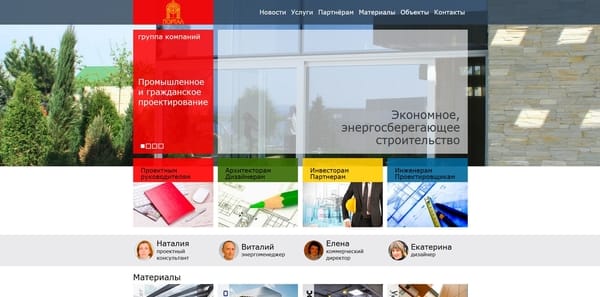 Новости Услуги Партнёрам Материалы Объекты Контакты
ПОРТАЛ
группа компаний
Промышленное
и гражданское
проектирование
Экономное,
энергосберегающее
строительство
Проектным
руководителям
Архитекторам
Дизайнерам
Инвесторам
Партнерам
Инженерам
Проектировщикам
Наталия
проектный
консультант
Виталий
энергоменеджер
Елена
коммерческий
директор
Екатерина
дизайнер
Материалы